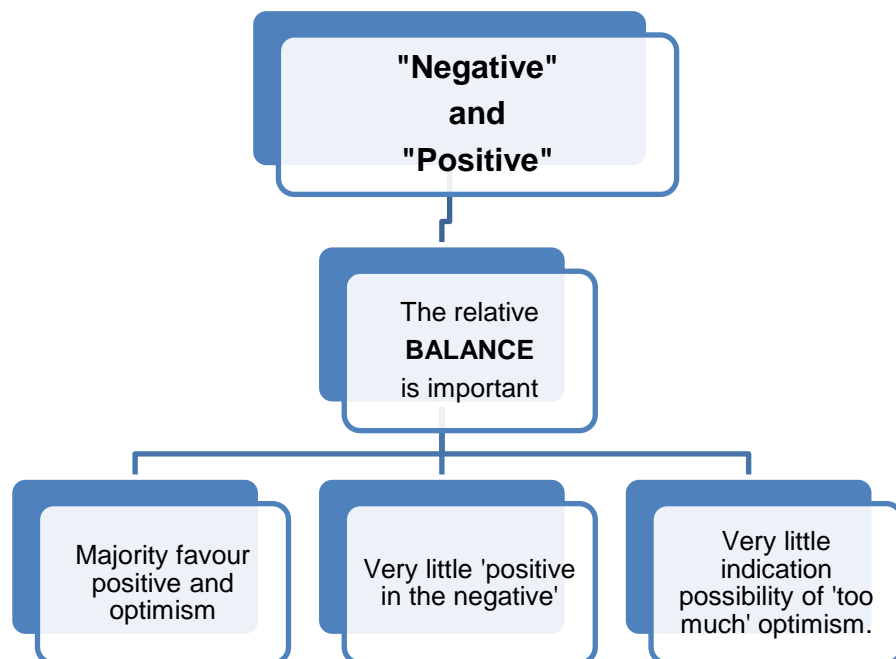 "Negative"
and
"Positive"
The relative
BALANCE
is important
Majority favour
positive and
optimism
Very little 'positive
in the negative'
Very little
indication
possibility of 'too
much' optimism.